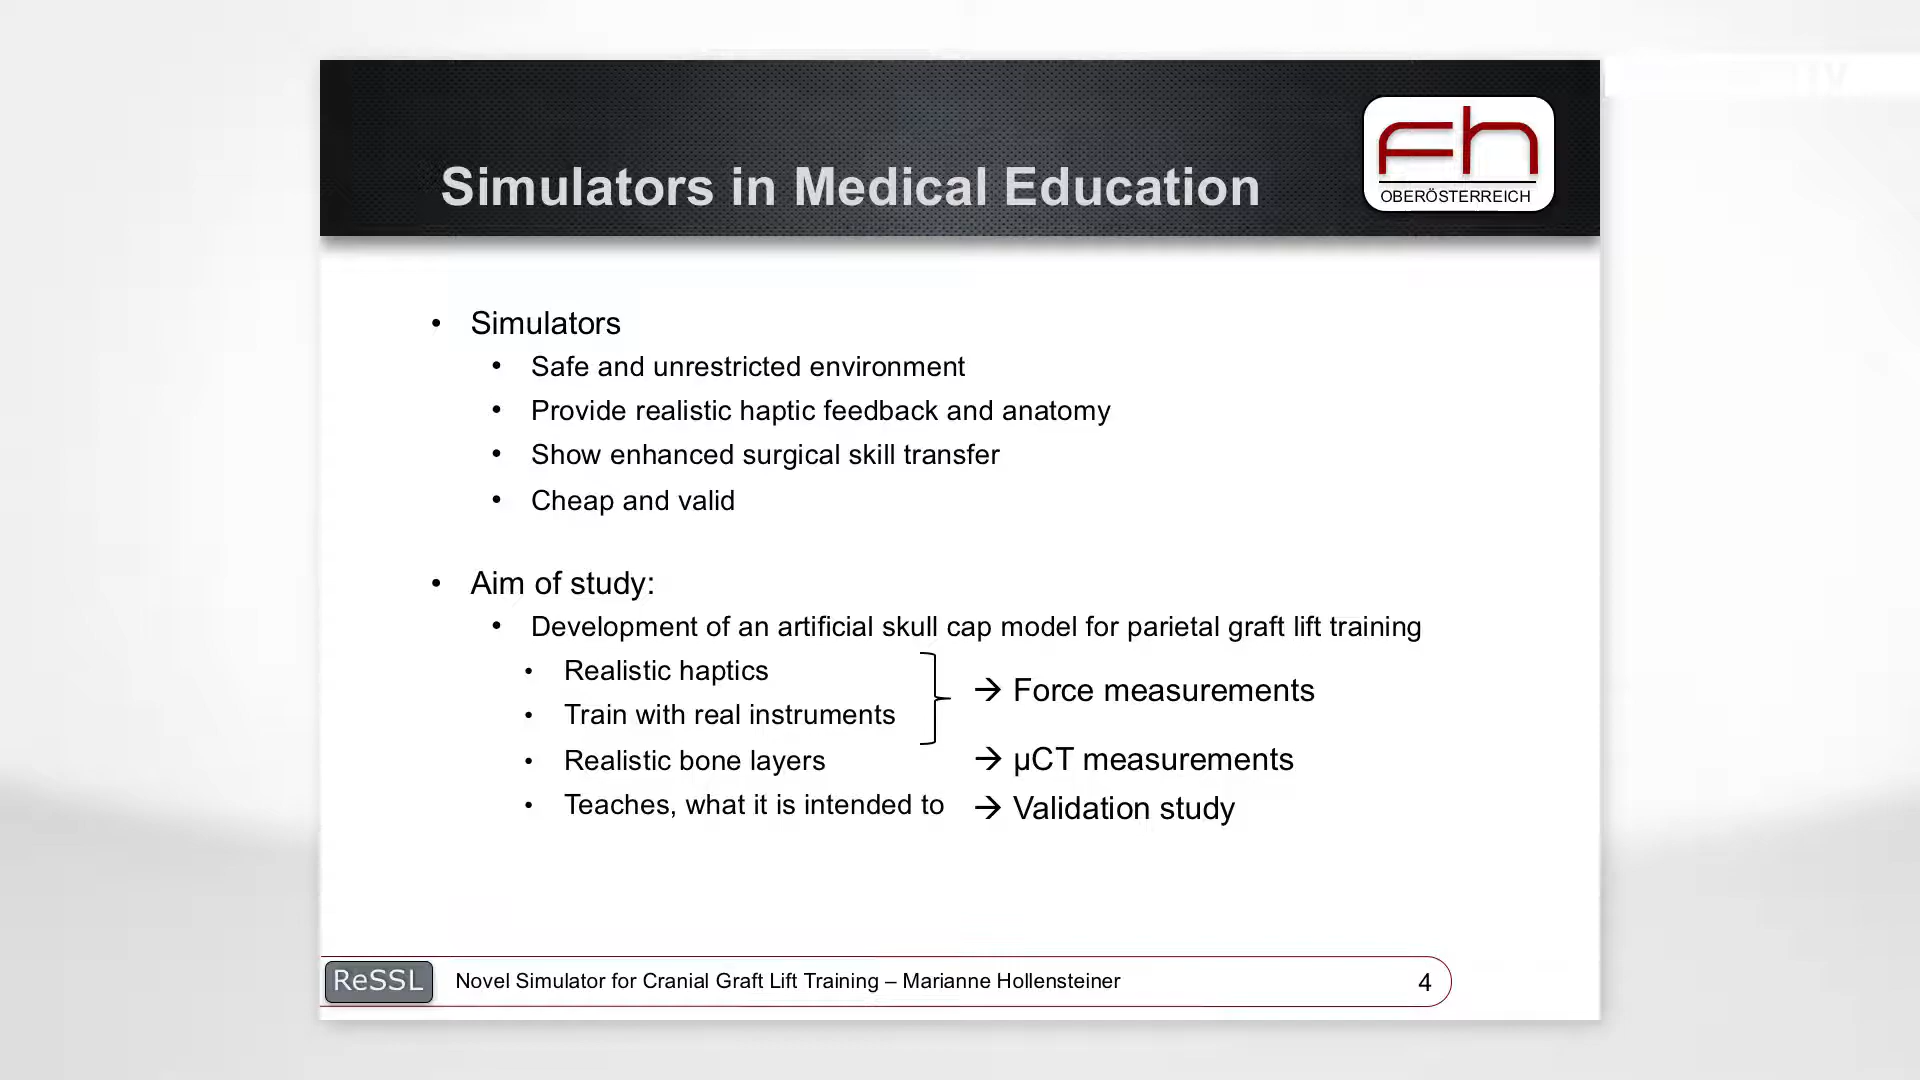 Simulators in Medical Education
Fh
OBERÖSTERREICH
• Simulators
• Safe and unrestricted environment
• Provide realistic haptic feedback and anatomy
• Show enhanced surgical skill transfer
• Cheap and valid
• Aim of study:
• Development of an artificial skull cap model for parietal graft lift training
• Realistic haptics
• Train with real instruments
→ Force measurements
• Realistic bone layers → µCT measurements
• Teaches, what it is intended to → Validation study
ReSSL Novel Simulator for Cranial Graft Lift Training – Marianne Hollensteiner 4